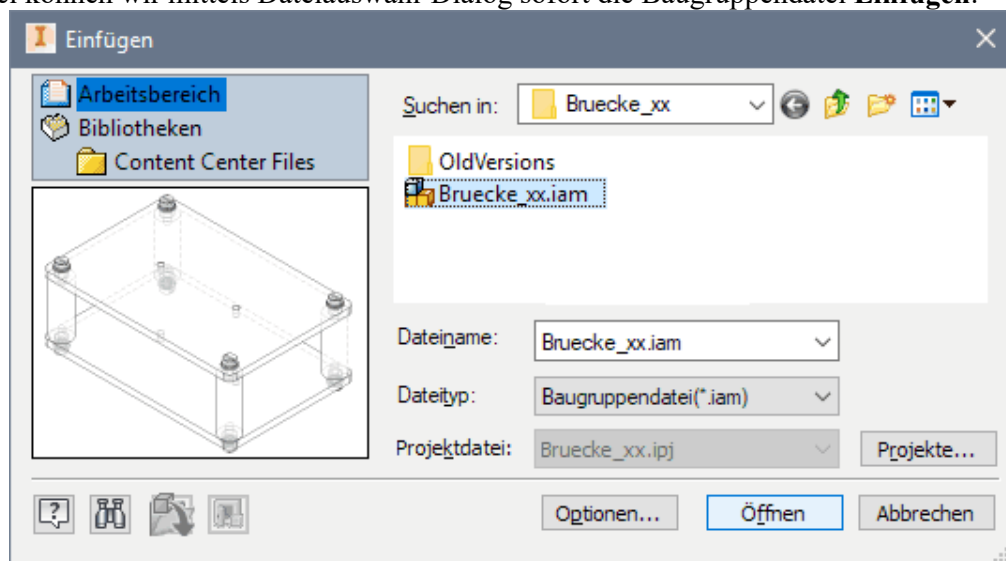 können wir mittels Dateiauswahl-Dialog sofort die Baugruppendatei Einfügen.
Einfügen
Arbeitsbereich
Bibliotheken
Content Center Files
Suchen in: Bruecke_xx
OldVersions
Bruecke_xx.iam
Dateiname: Bruecke_xx.iam
Dateityp: Baugruppendatei(*.iam)
Projektdatei: Bruecke_xx.ipj Projekte...
Optionen... Öffnen Abbrechen